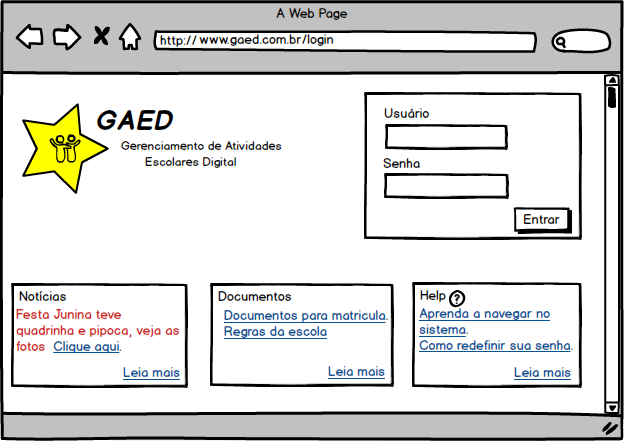 A Web Page
http:// www.gaed.com.br/login
GAED
Gerenciamento de Atividades
Escolares Digital
Usuário
Senha
Entrar
Notícias
Festa Junina teve
quadrinha e pipoca, veja as
fotos Clique aqui.
Leia mais
Documentos
Documentos para matricula.
Regras da escola
Leia mais
Help ?
Aprenda a navegar no
sistema.
Como redefinir sua senha.
Leia mais